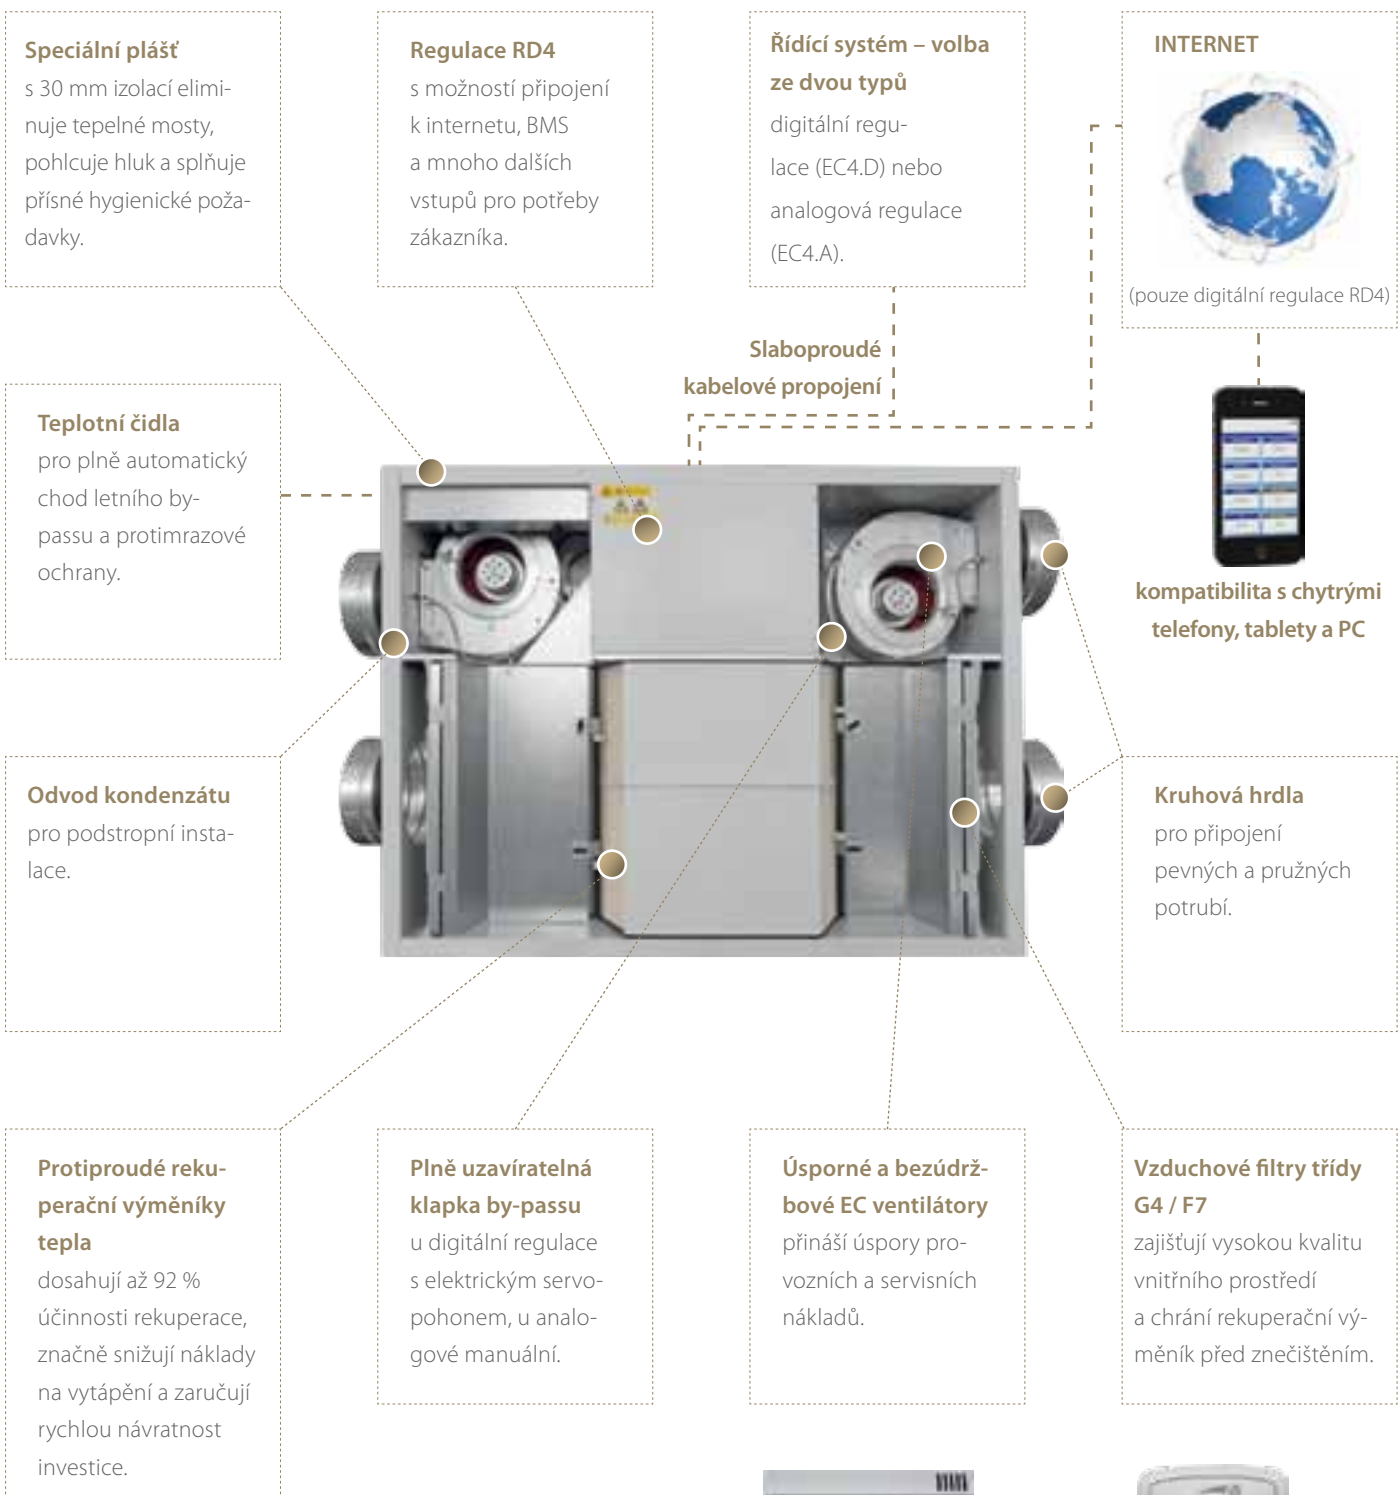 Speciální plášť
s 30 mm izolací elimi-
nuje tepelné mosty,
pohlcuje hluk a splňuje
přísné hygienické poža-
davky.
Regulace RD4
s možností připojení
k internetu, BMS
a mnoho dalších
vstupů pro potřeby
zákazníka.
Řídící systém – volba
ze dvou typů
digitální regu-
lace (EC4.D) nebo
analogová regulace
(EC4.A).
INTERNET
(pouze digitální regulace RD4)
Slaboproudé
kabelové propojení
Teplotní čidla
pro plně automatický
chod letního by-
passu a protimrazové
ochrany.
kompatibilita s chytrými
telefony, tablety a PC
Odvod kondenzátu
pro podstropní insta-
lace.
Kruhová hrdla
pro připojení
pevných a pružných
potrubí.
Protiproudé reku-
perační výměníky
tepla
dosahují až 92 %
účinnosti rekuperace,
značně snižují náklady
na vytápění a zaručují
rychlou návratnost
investice.
Plně uzavíratelná
klapka by-passu
u digitální regulace
s elektrickým servo-
pohonem, u analo-
gové manuální.
Úsporné a bezúdrž-
bové EC ventilátory
přináší úspory pro-
vozních a servisních
nákladů.
Vzduchové filtry třídy
G4 / F7
zajišťují vysokou kvalitu
vnitřního prostředí
a chrání rekuperační vý-
měník před znečištěním.